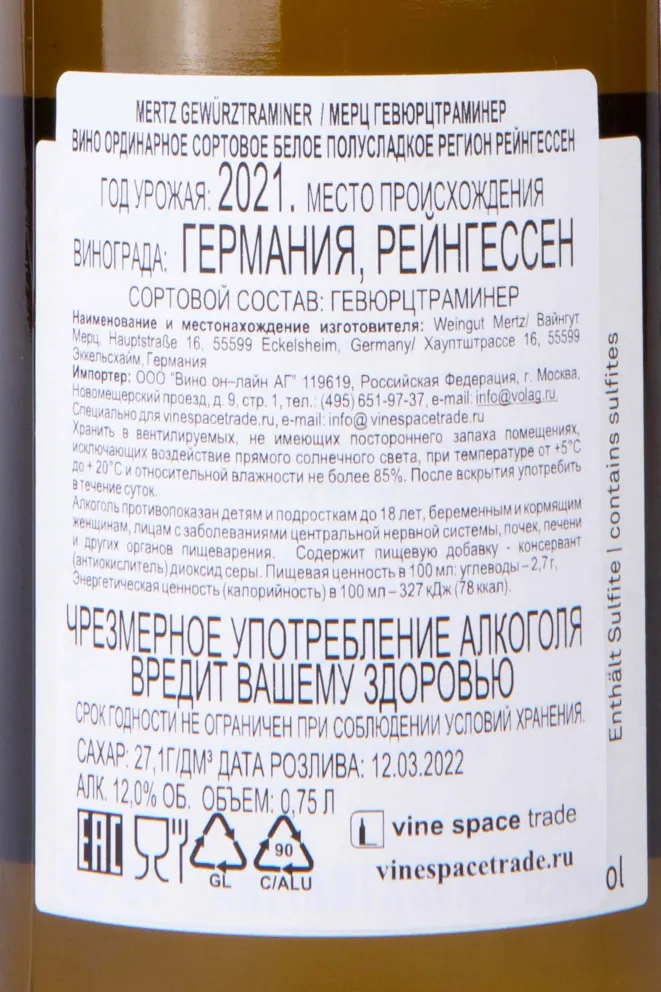 MERTZ GEWÜRZTRAMINER / МЕРЦ ГЕВЮРЦТРАМИНЕР
ВИНО ОРДИНАРНОЕ СОРТОВОЕ БЕЛОЕ ПОЛУСЛАДКОЕ РЕГИОН РЕЙНГЕССЕН
ГОД УРОЖАЯ: 2021. МЕСТО ПРОИСХОЖДЕНИЯ
ВИНОГРАДА: ГЕРМАНИЯ, РЕЙНГЕССЕН
СОРТОВОЙ СОСТАВ: ГЕВЮРЦТРАМИНЕР
Наименование и местонахождение изготовителя: Weingut Mertz/ Вайнгут
Мерц, Hauptstraße 16, 55599 Eckelsheim, Germany/ Хауптштрассе 16, 55599
Эккельсхайм, Германия
Импортер: ООО "Вино он-лайн АГ" 119619, Российская Федерация, г. Москва,
Новомещерский проезд, д. 9, стр. 1, тел.: (495) 651-97-37, e-mail: info@volag.ru.
Специально для vinespacetrade.ru, e-mail: info@vinespacetrade.ru
Хранить в вентилируемых, не имеющих постороннего запаха помещениях,
исключающих воздействие прямого солнечного света, при температуре от +5°C
до + 20°C и относительной влажности не более 85%. После вскрытия употребить
в течение суток.
Алкоголь противопоказан детям и подросткам до 18 лет, беременным и кормящим
женщинам, лицам с заболеваниями центральной нервной системы, почек, печени
и других органов пищеварения. Содержит пищевую добавку - консервант
(антиокислитель) диоксид серы. Пищевая ценность в 100 мл: углеводы – 2,7 г,
Энергетическая ценность (калорийность) в 100 мл – 327 кДж (78 ккал).
ЧРЕЗМЕРНОЕ УПОТРЕБЛЕНИЕ АЛКОГОЛЯ
ВРЕДИТ ВАШЕМУ ЗДОРОВЬЮ
СРОК ГОДНОСТИ НЕ ОГРАНИЧЕН ПРИ СОБЛЮДЕНИИ УСЛОВИЙ ХРАНЕНИЯ.
САХАР: 27,1Г/ДМ³ ДАТА РОЗЛИВА: 12.03.2022
АЛК. 12,0% ОБ. ОБЪЕМ: 0,75 Л
EAC
GL
90
C/ALU
vine space trade
vinespacetrade.ru
Enthält Sulfite | contains sulfites
ol